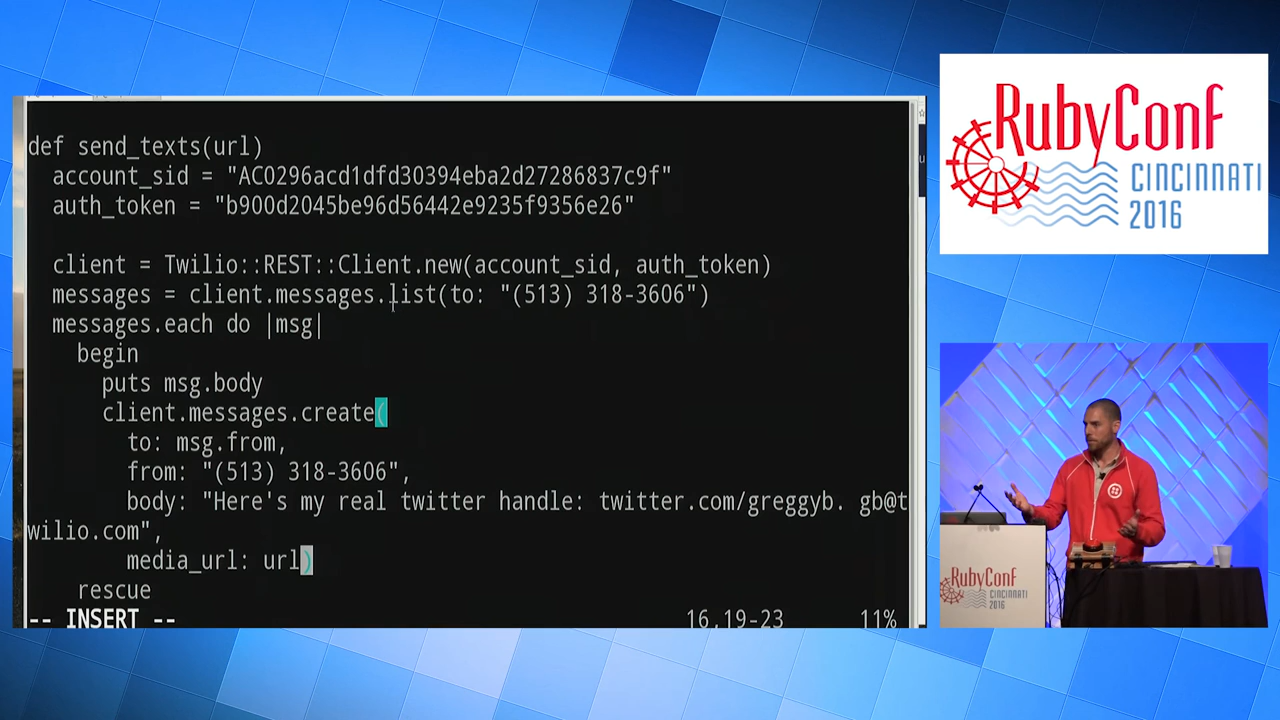 def send_texts(url)
account_sid = "AC0296acd1dfd30394eba2d27286837c9f"
auth_token = "b900d2045be96d56442e9235f9356e26"
client = Twilio::REST::Client.new(account_sid, auth_token)
messages = client.messages.list(to: "(513) 318-3606")
messages.each do |msg|
begin
puts msg.body
client.messages.create(
to: msg.from,
from: "(513) 318-3606",
body: "Here's my real twitter handle: twitter.com/greggyb. gb@t
wilio.com",
media_url: url)
rescue
-- INSERT -- 16,19-23 11%
RubyConf
CINCINNATI
2016
RubyConf
CINCINNATI
2016